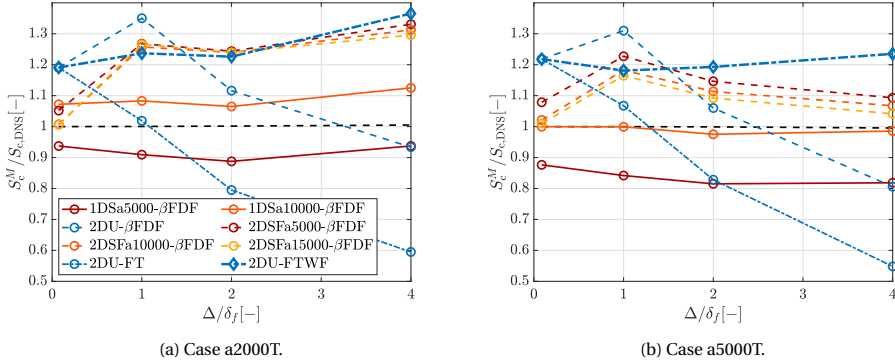 1.3
1.2
1.1
1
0.9
0.8
0.7
0.6
0.5
S_c^M/S_{c,DNS}[−]
1DSa5000-βFDF 1DSa10000-βFDF
2DU-βFDF 2DSFa5000-βFDF
2DSFa10000-βFDF 2DSFa15000-βFDF
2DU-FT 2DU-FTWF
0 1 2 3 4
Δ/δ_f[−]
(a) Case a2000T.
1.3
1.2
1.1
1
0.9
0.8
0.7
0.6
0.5
S_c^M/S_{c,DNS}[−]
0 1 2 3 4
Δ/δ_f[−]
(b) Case a5000T.